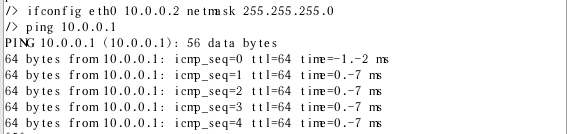 /> ifconfig eth0 10.0.0.2 netmask 255.255.255.0
/> ping 10.0.0.1
PING 10.0.0.1 (10.0.0.1): 56 data bytes
64 bytes from 10.0.0.1: icmp_seq=0 ttl=64 time=-1.-2 ms
64 bytes from 10.0.0.1: icmp_seq=1 ttl=64 time=0.-7 ms
64 bytes from 10.0.0.1: icmp_seq=2 ttl=64 time=0.-7 ms
64 bytes from 10.0.0.1: icmp_seq=3 ttl=64 time=0.-7 ms
64 bytes from 10.0.0.1: icmp_seq=4 ttl=64 time=0.-7 ms